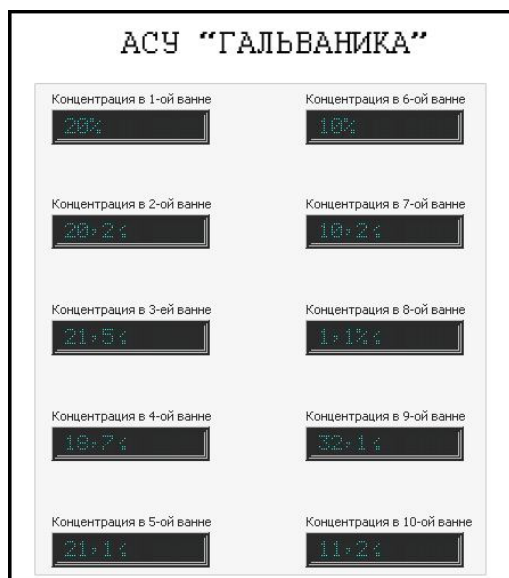 АСУ “ГАЛЬВАНИКА”
Концентрация в 1-ой ванне
20%
Концентрация в 2-ой ванне
20,2%
Концентрация в 3-ей ванне
21,5%
Концентрация в 4-ой ванне
Концентрация в 5-ой ванне
21,1%
Концентрация в 6-ой ванне
10%
Концентрация в 7-ой ванне
10,2%
Концентрация в 8-ой ванне
1,1%
Концентрация в 9-ой ванне
32,1%
Концентрация в 10-ой ванне
11,2%